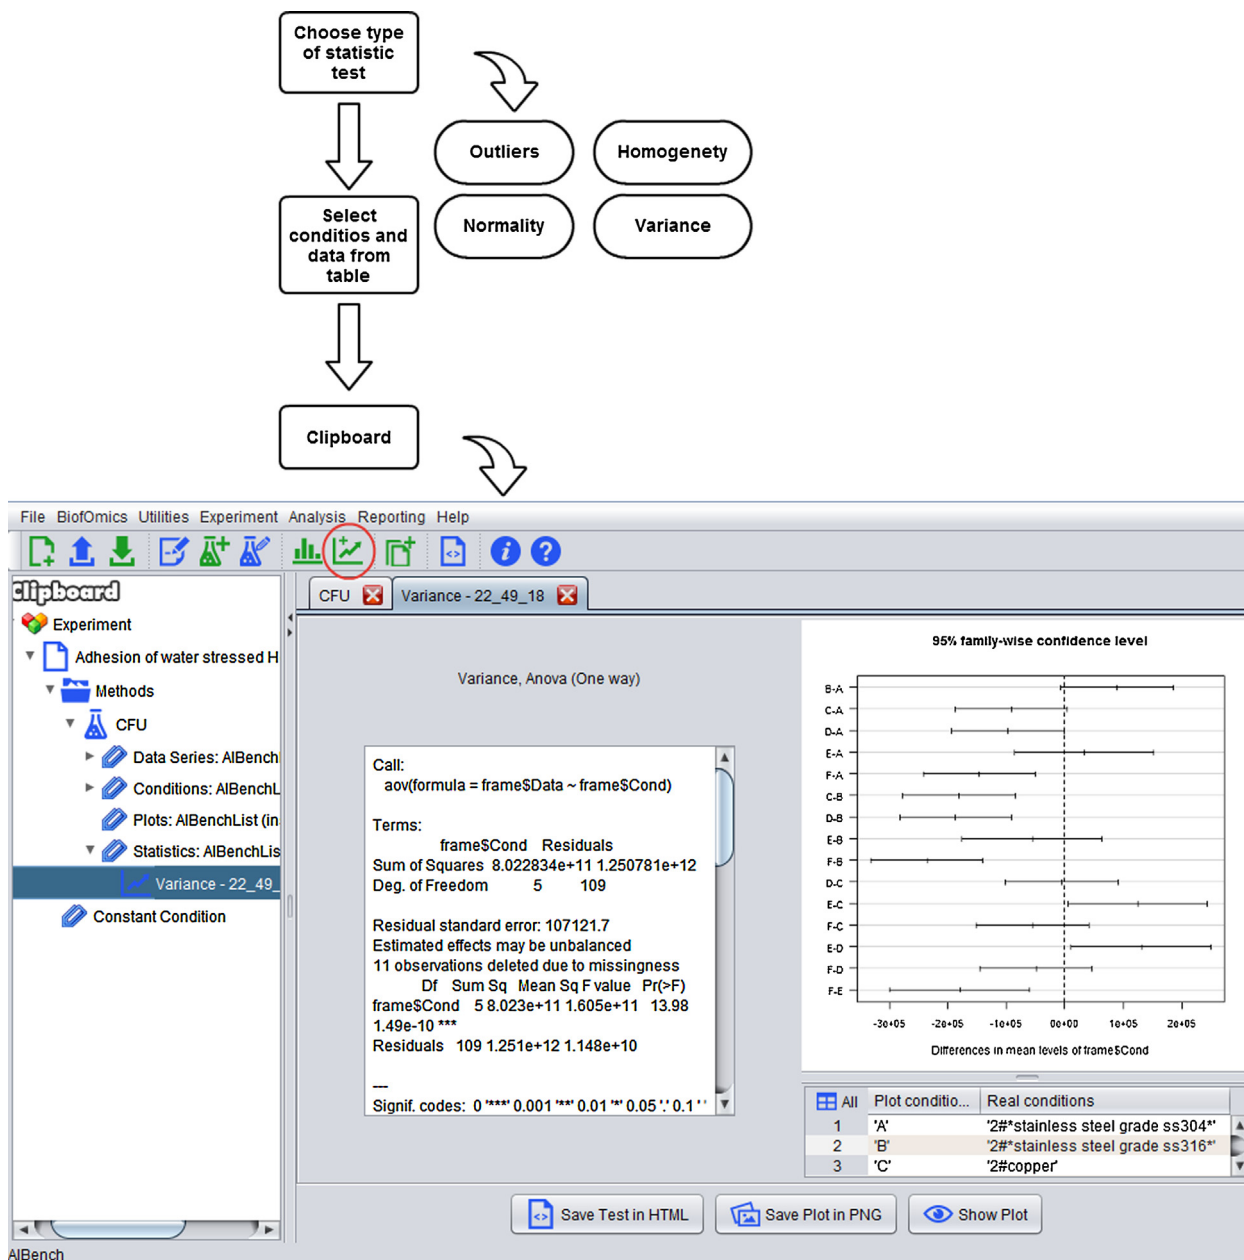 Choose type
of statistic
test
Outliers
Homogenety
Normality
Variance
Select
conditios and
data from
table
Clipboard
File BiofOmics Utilities Experiment Analysis Reporting Help
Clipboard
Experiment
Adhesion of water stressed H
Methods
CFU
Data Series: AIBench
Conditions: AIBenchL
Plots: AIBenchList (in
Statistics: AIBenchLis
Variance - 22_49_
Constant Condition
CFU
Variance - 22_49_18
Variance, Anova (One way)
Call:
aov(formula = frame$Data ~ frame$Cond)
Terms:
frame$Cond Residuals
Sum of Squares 8.022834e+11 1.250781e+12
Deg. of Freedom 5 109
Residual standard error: 107121.7
Estimated effects may be unbalanced
11 observations deleted due to missingness
Df Sum Sq Mean Sq F value Pr(>F)
frame$Cond 5 8.023e+11 1.605e+11 13.98
1.49e-10 ***
Residuals 109 1.251e+12 1.148e+10
---
Signif. codes: 0 '***' 0.001 '**' 0.01 '*' 0.05 '.' 0.1 ' '
95% family-wise confidence level
B-A
C-A
D-A
E-A
F-A
C-B
D-B
E-B
F-B
D-C
E-C
F-C
E-D
F-D
F-E
-3e+05 -2e+05 -1e+05 0e+00 1e+05 2e+05
Differences in mean levels of frame$Cond
All Plot conditio... Real conditions
1 'A' '2#*stainless steel grade ss304*'
2 'B' '2#*stainless steel grade ss316*'
3 'C' '2#copper'
Save Test in HTML
Save Plot in PNG
Show Plot
AIBench